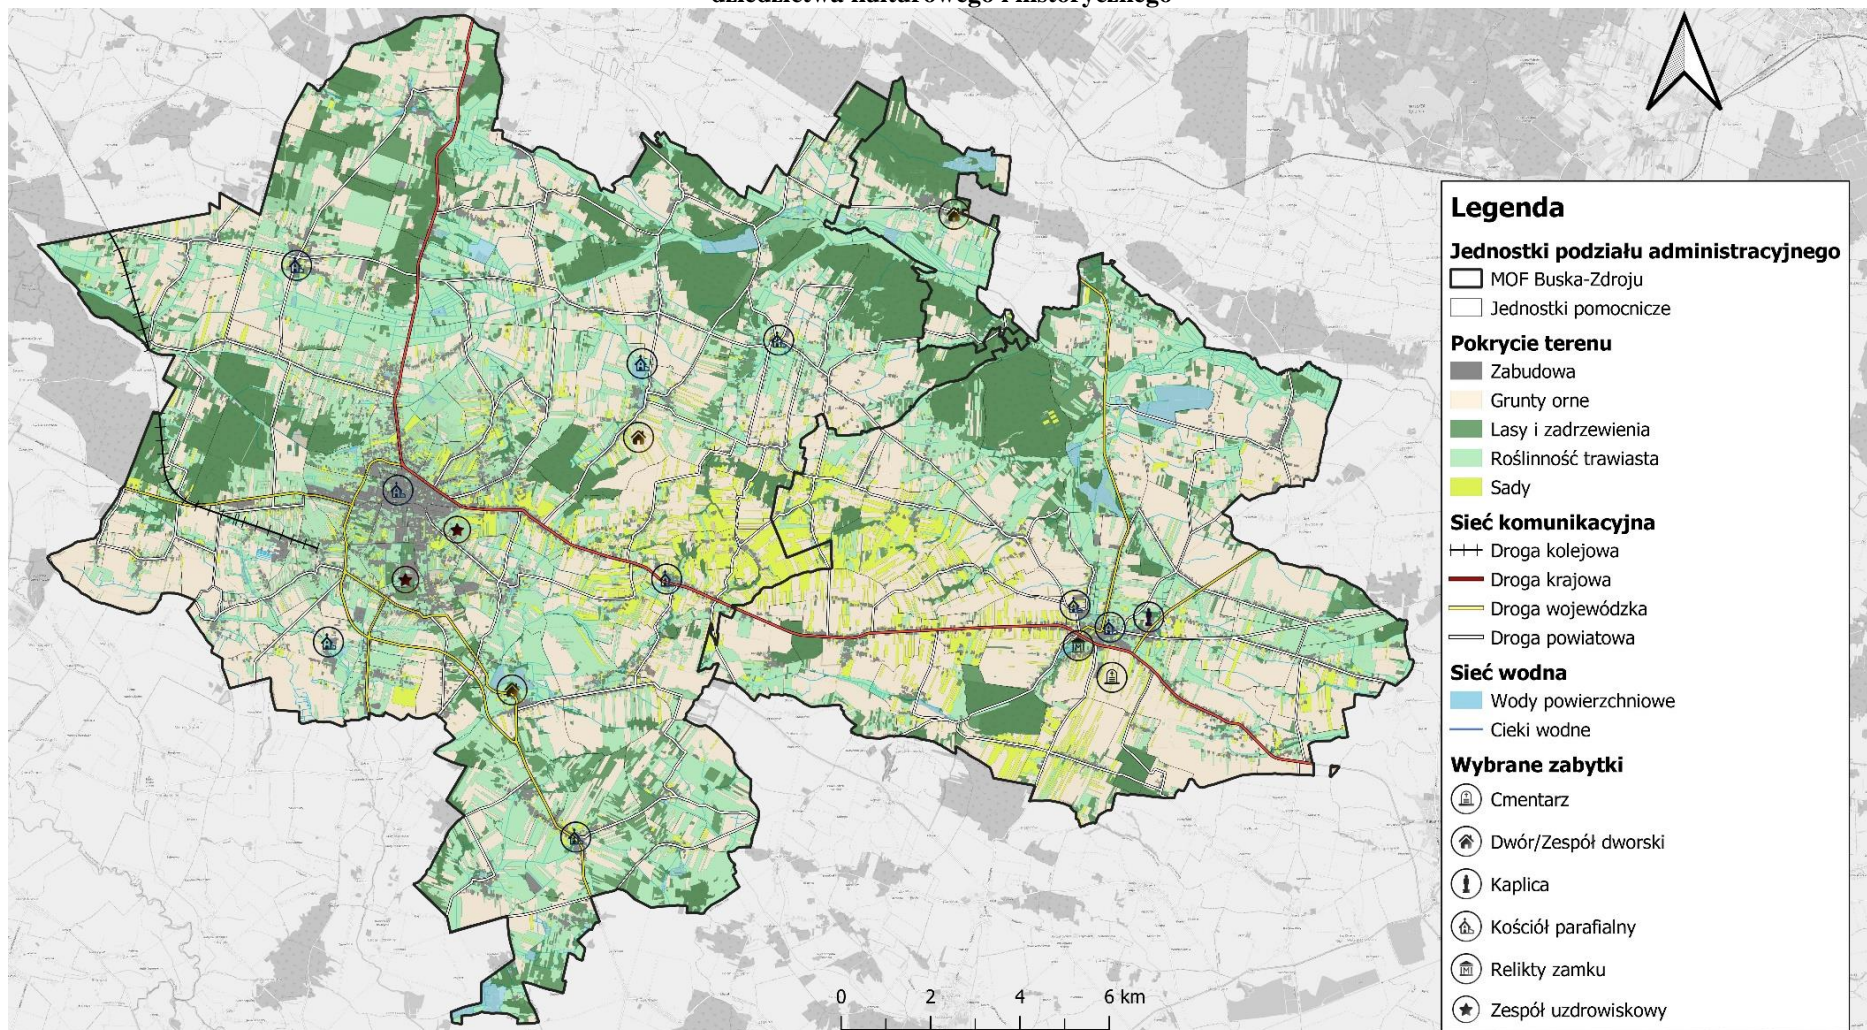 dziedzictwa kulturowego i historycznego
Legenda
Jednostki podziału administracyjnego
MOF Buska-Zdroju
Jednostki pomocnicze
Pokrycie terenu
Zabudowa
Grunty orne
Lasy i zadrzewienia
Roślinność trawiasta
Sady
Sieć komunikacyjna
Droga kolejowa
Droga krajowa
Droga wojewódzka
Droga powiatowa
Sieć wodna
Wody powierzchniowe
Cieki wodne
Wybrane zabytki
Cmentarz
Dwór/Zespół dworski
Kaplica
Kościół parafialny
Relikty zamku
Zespół uzdrowiskowy
0 2 4 6 km